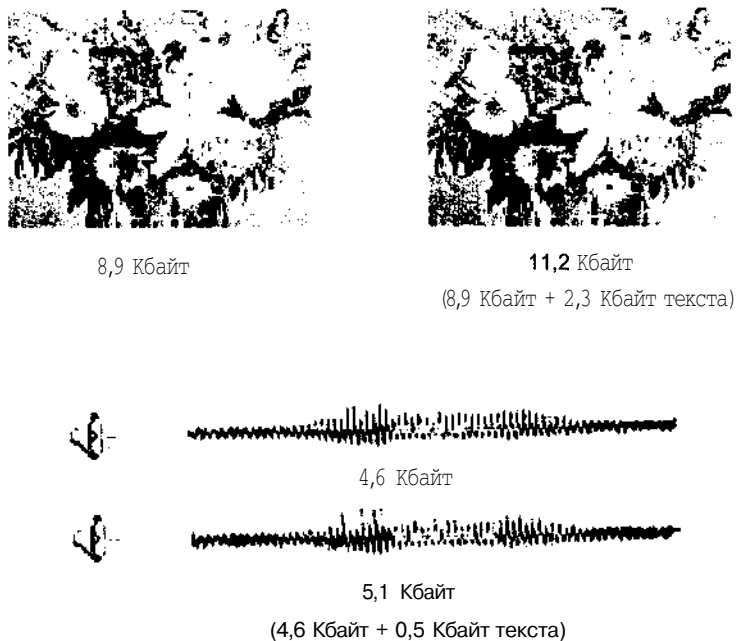 8,9 Кбайт
11,2 Кбайт
(8,9 Кбайт + 2,3 Кбайт текста)
4,6 Кбайт
5,1 Кбайт
(4,6 Кбайт + 0,5 Кбайт текста)